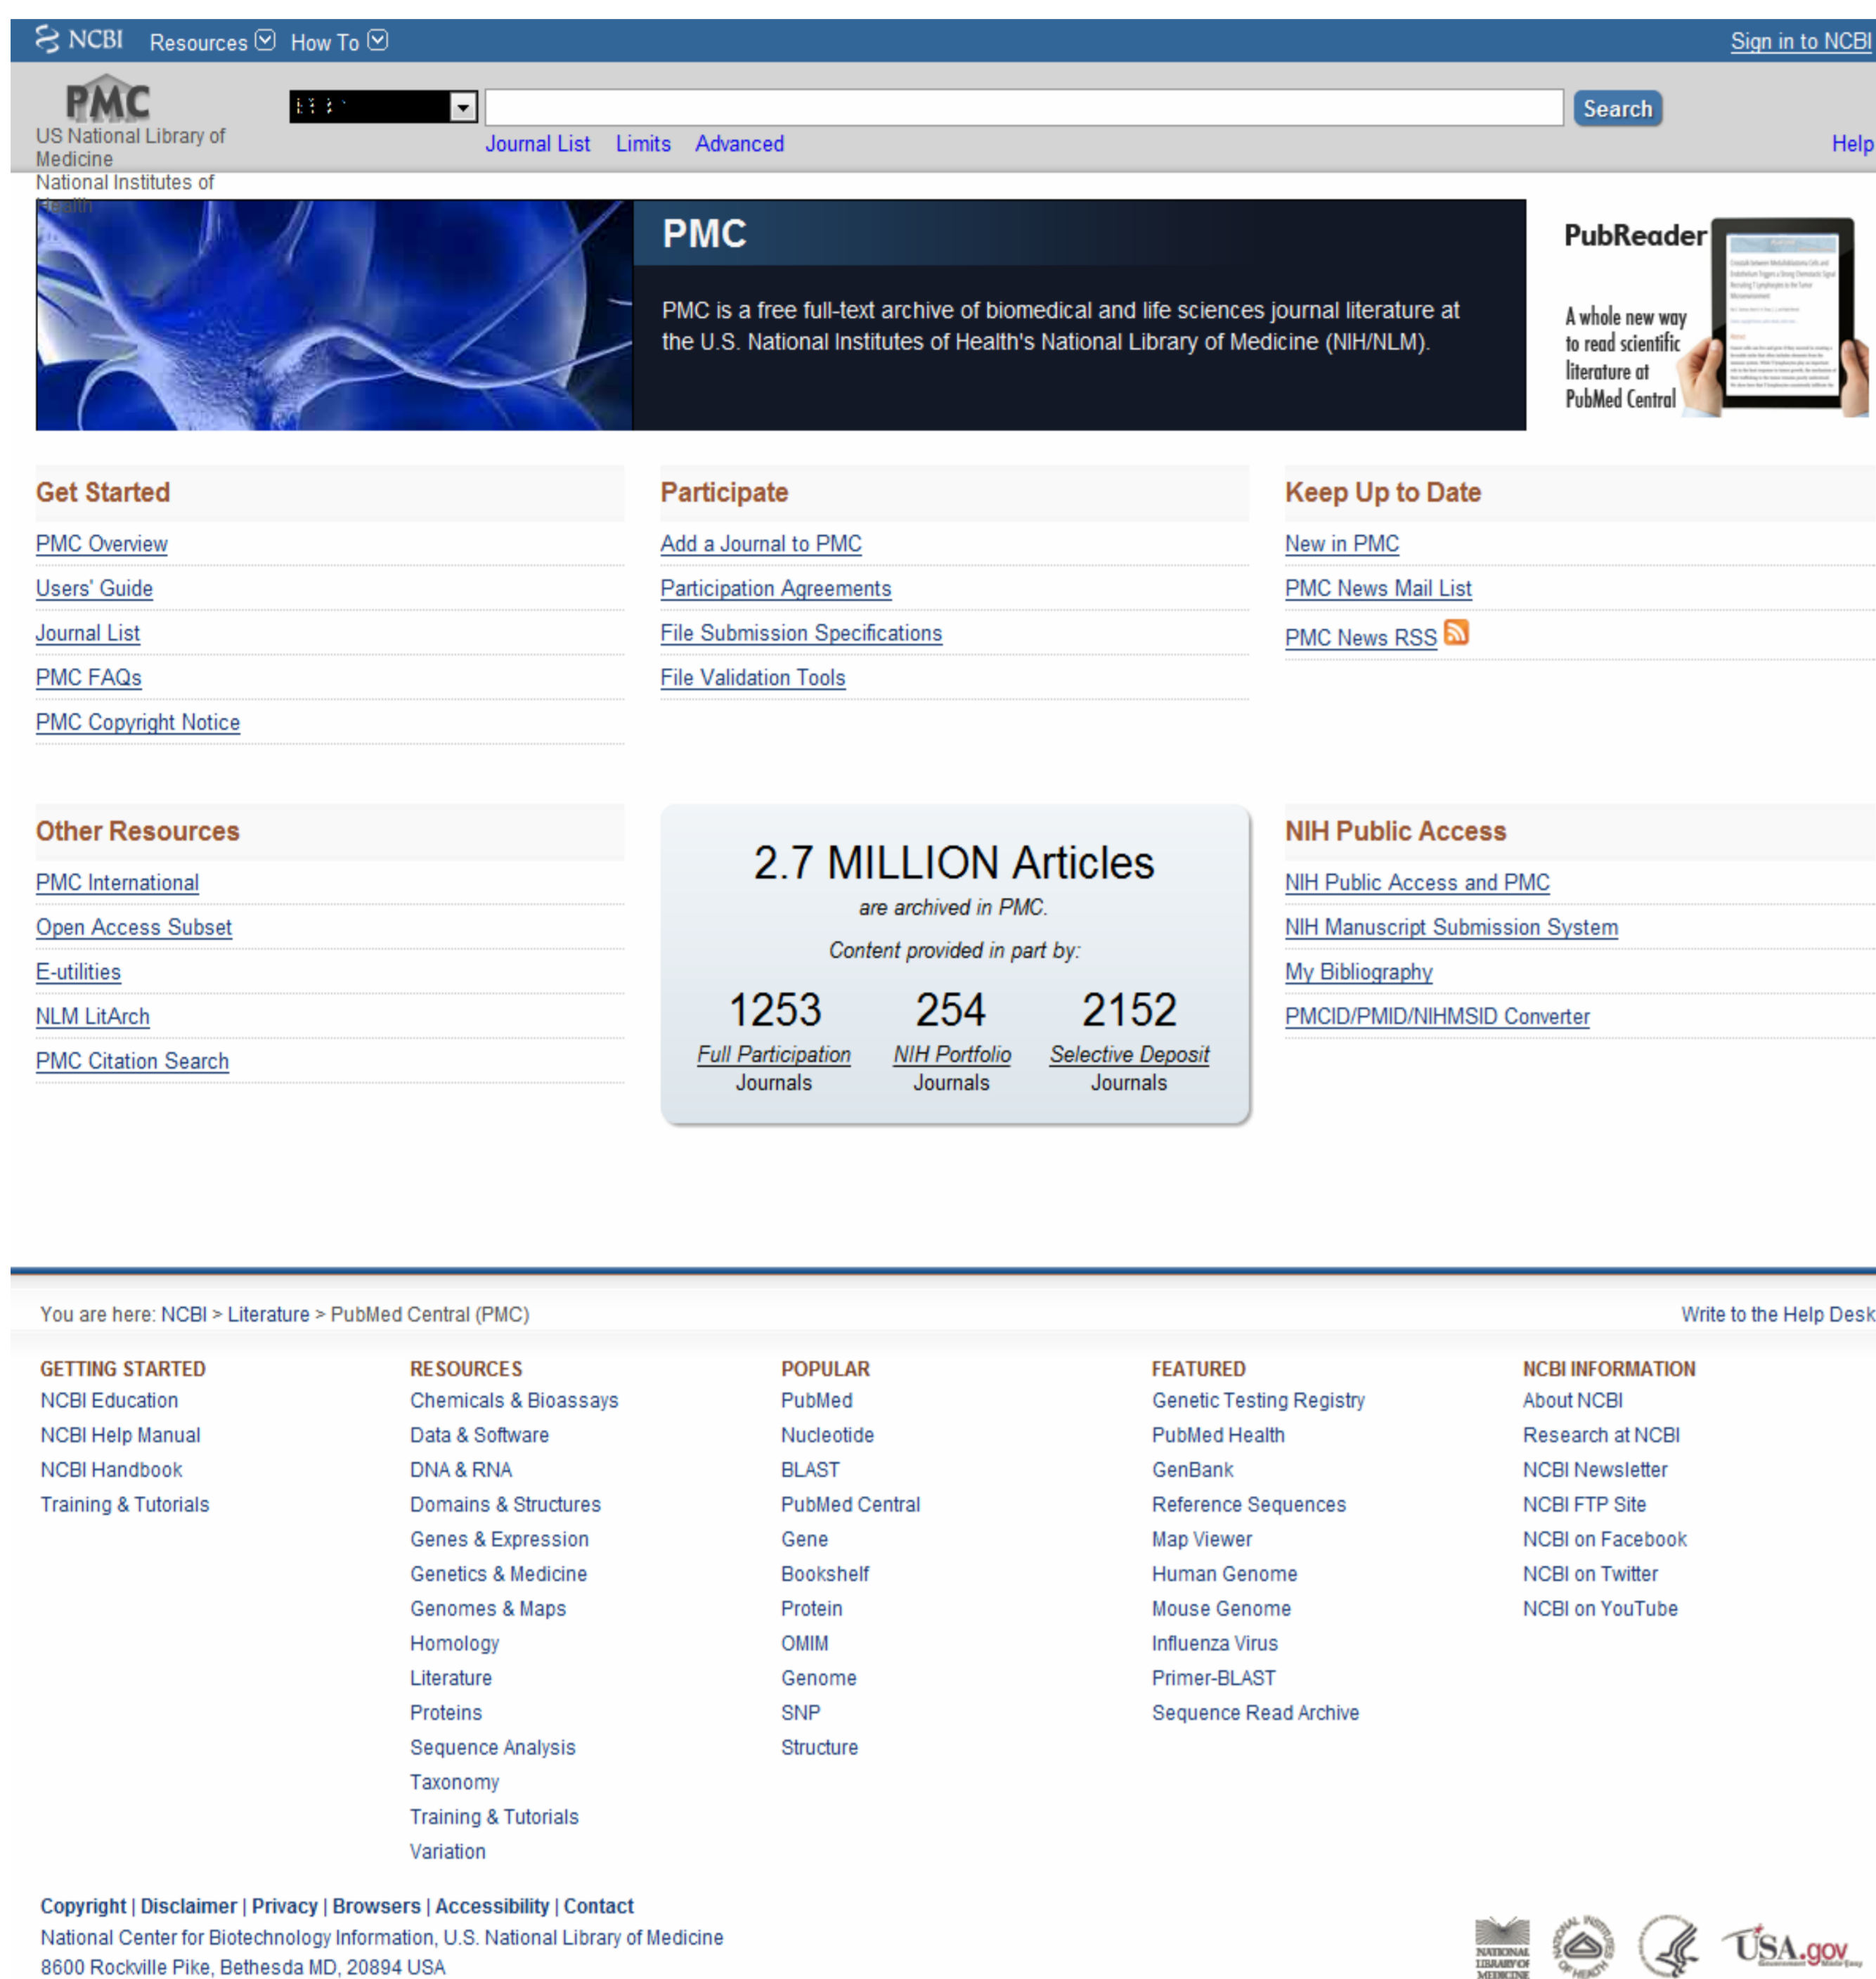 NCBI Resources How To Sign in to NCBI
PMC
US National Library of
Medicine
National Institutes of
Health
Search
Journal List Limits Advanced Help
PMC
PMC is a free full-text archive of biomedical and life sciences journal literature at
the U.S. National Institutes of Health's National Library of Medicine (NIH/NLM).
PubReader
A whole new way
to read scientific
literature at
PubMed Central
Get Started
PMC Overview
Users' Guide
Journal List
PMC FAQs
PMC Copyright Notice
Participate
Add a Journal to PMC
Participation Agreements
File Submission Specifications
File Validation Tools
Keep Up to Date
New in PMC
PMC News Mail List
PMC News RSS
Other Resources
PMC International
Open Access Subset
E-utilities
NLM LitArch
PMC Citation Search
2.7 MILLION Articles
are archived in PMC.
Content provided in part by:
1253 254 2152
Full Participation NIH Portfolio Selective Deposit
Journals Journals Journals
NIH Public Access
NIH Public Access and PMC
NIH Manuscript Submission System
My Bibliography
PMCID/PMID/NIHMSID Converter
You are here: NCBI > Literature > PubMed Central (PMC) Write to the Help Desk
GETTING STARTED
NCBI Education
NCBI Help Manual
NCBI Handbook
Training & Tutorials
RESOURCES
Chemicals & Bioassays
Data & Software
DNA & RNA
Domains & Structures
Genes & Expression
Genetics & Medicine
Genomes & Maps
Homology
Literature
Proteins
Sequence Analysis
Taxonomy
Training & Tutorials
Variation
POPULAR
PubMed
Nucleotide
BLAST
PubMed Central
Gene
Bookshelf
Protein
OMIM
Genome
SNP
Structure
FEATURED
Genetic Testing Registry
PubMed Health
GenBank
Reference Sequences
Map Viewer
Human Genome
Mouse Genome
Influenza Virus
Primer-BLAST
Sequence Read Archive
NCBI INFORMATION
About NCBI
Research at NCBI
NCBI Newsletter
NCBI FTP Site
NCBI on Facebook
NCBI on Twitter
NCBI on YouTube
Copyright | Disclaimer | Privacy | Browsers | Accessibility | Contact
National Center for Biotechnology Information, U.S. National Library of Medicine
8600 Rockville Pike, Bethesda MD, 20894 USA
NATIONAL
LIBRARY OF
MEDICINE
NATIONAL INSTITUTES
OF HEALTH
USA.gov
Government Made Easy